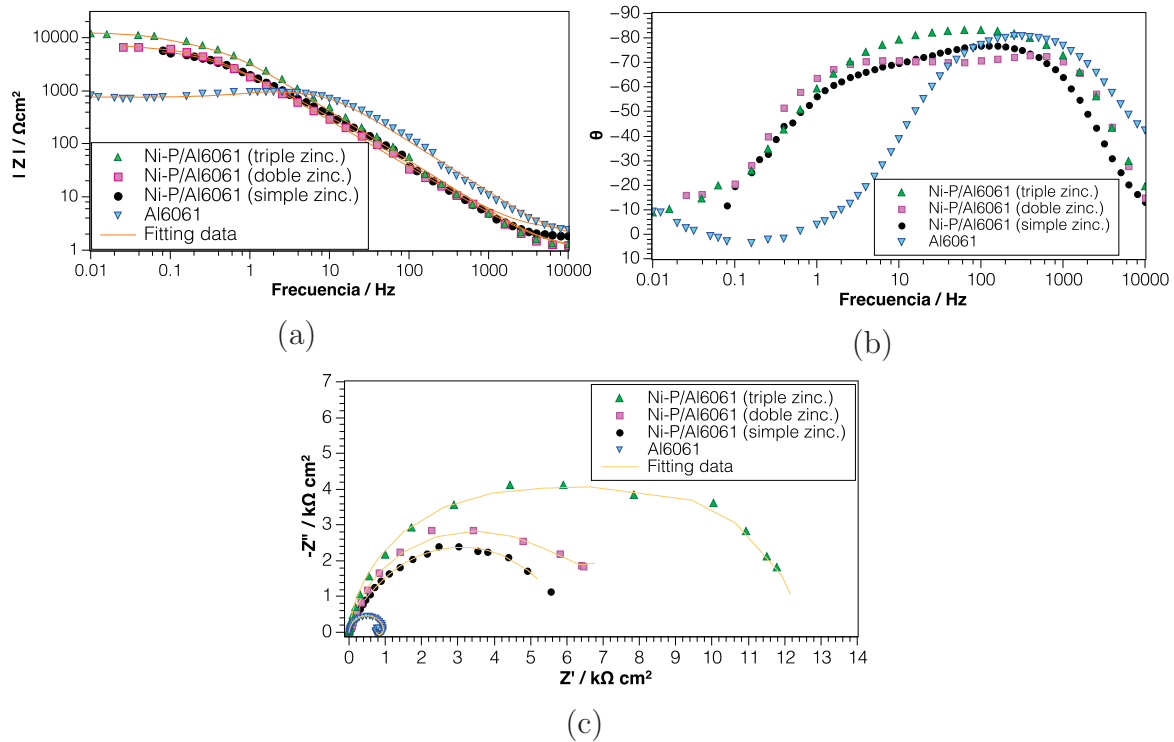 10000
1000
100
10
1
| Z | / Ωcm²
Ni-P/Al6061 (triple zinc.)
Ni-P/Al6061 (doble zinc.)
Ni-P/Al6061 (simple zinc.)
Al6061
Fitting data
0.01 0.1 1 10 100 1000 10000
Frecuencia / Hz
(a)
−90
−80
−70
−60
−50
−40
−30
−20
−10
0
10
θ
Ni-P/Al6061 (triple zinc.)
Ni-P/Al6061 (doble zinc.)
Ni-P/Al6061 (simple zinc.)
Al6061
0.01 0.1 1 10 100 1000 10000
Frecuencia / Hz
(b)
7
6
5
4
3
2
1
0
-Z'' / kΩ cm²
Ni-P/Al6061 (triple zinc.)
Ni-P/Al6061 (doble zinc.)
Ni-P/Al6061 (simple zinc.)
Al6061
Fitting data
0 1 2 3 4 5 6 7 8 9 10 11 12 13 14
Z' / kΩ cm²
(c)